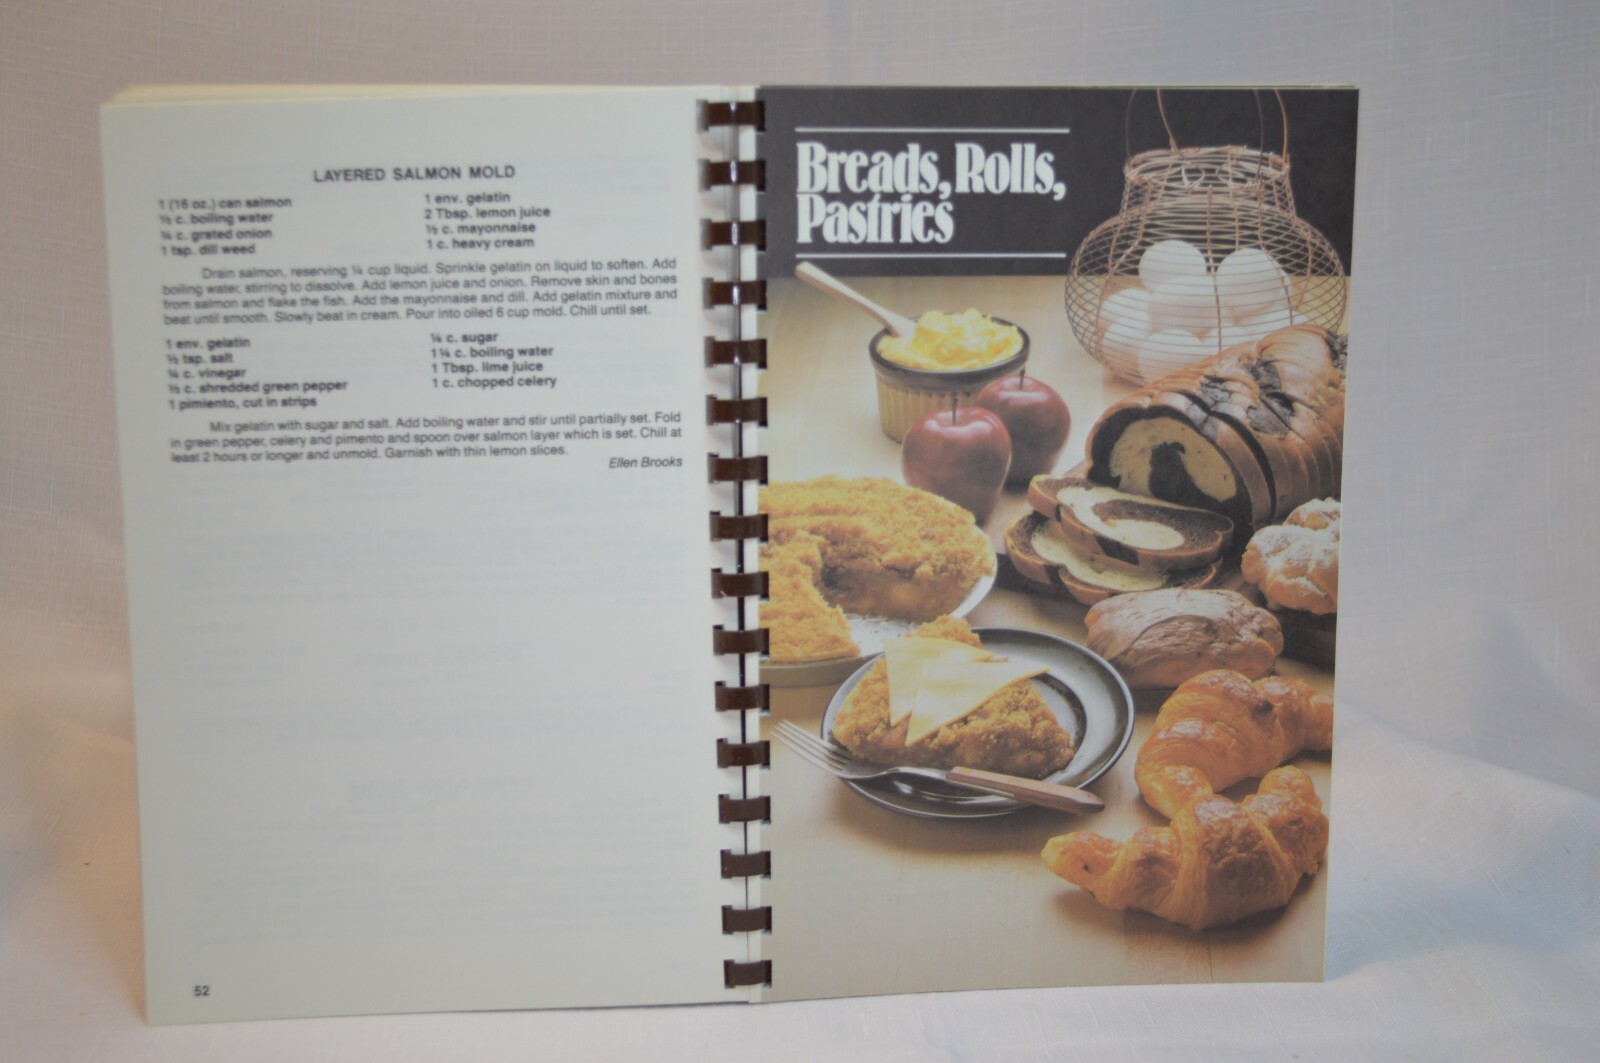 LAYERED SALMON MOLD
1 (16 oz.) can salmon
½ c. boiling water
¼ c. grated onion
1 tsp. dill weed
1 env. gelatin
2 Tbsp. lemon juice
½ c. mayonnaise
1 c. heavy cream
Drain salmon, reserving ¼ cup liquid. Sprinkle gelatin on liquid to soften. Add
boiling water, stirring to dissolve. Add lemon juice and onion. Remove skin and bones
from salmon and flake the fish. Add the mayonnaise and dill. Add gelatin mixture and
beat until smooth. Slowly beat in cream. Pour into oiled 6 cup mold. Chill until set.
1 env. gelatin
½ tsp. salt
¼ c. vinegar
½ c. shredded green pepper
1 pimiento, cut in strips
¼ c. sugar
1¼ c. boiling water
1 Tbsp. lime juice
1 c. chopped celery
Mix gelatin with sugar and salt. Add boiling water and stir until partially set. Fold
in green pepper, celery and pimento and spoon over salmon layer which is set. Chill at
least 2 hours or longer and unmold. Garnish with thin lemon slices.
Ellen Brooks
52
Breads, Rolls,
Pastries